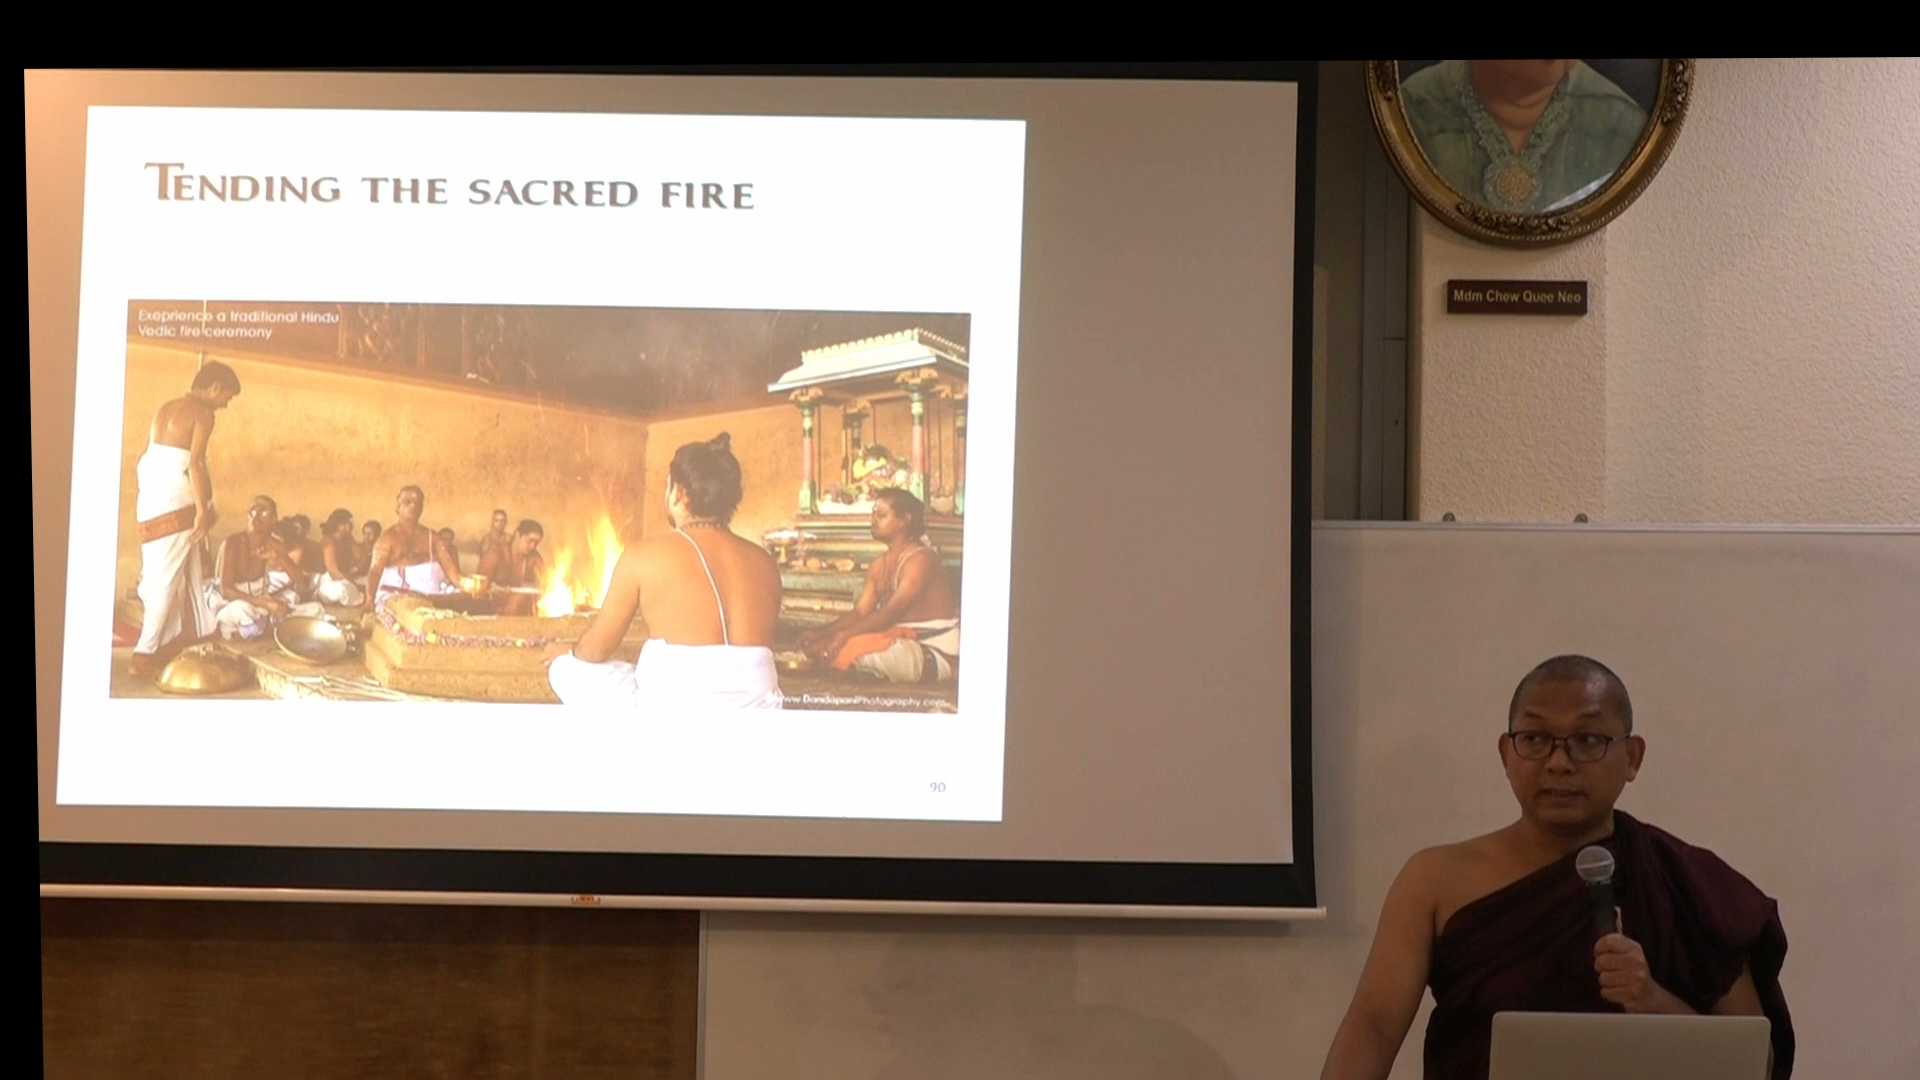 TENDING THE SACRED FIRE
Exeprience a traditional Hindu
Vedic fire ceremony
www.DandapaniPhotography.com
90
Mdm Chew Quee Neo